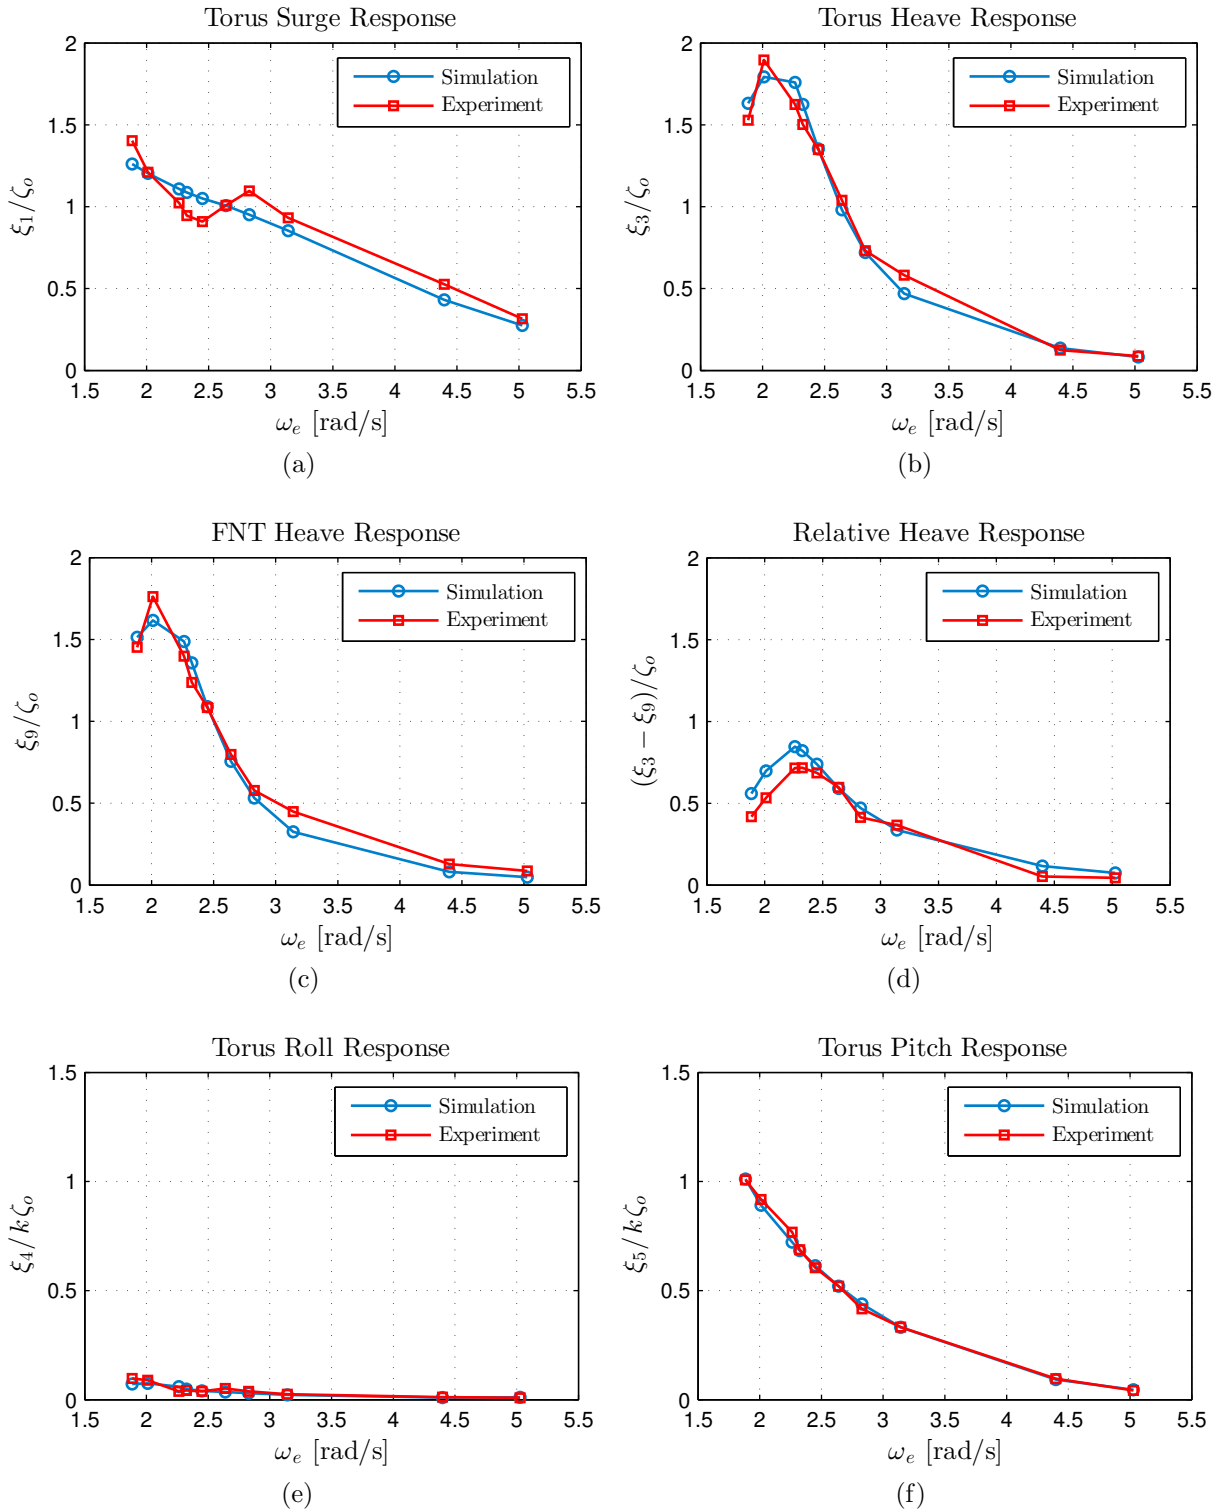 Torus Surge Response
2
1.5
1
0.5
0
1.5 2 2.5 3 3.5 4 4.5 5 5.5
ξ₁/ζₒ
ωₑ [rad/s]
Simulation
Experiment
(a)
Torus Heave Response
2
1.5
1
0.5
0
1.5 2 2.5 3 3.5 4 4.5 5 5.5
ξ₃/ζₒ
ωₑ [rad/s]
Simulation
Experiment
(b)
FNT Heave Response
2
1.5
1
0.5
0
1.5 2 2.5 3 3.5 4 4.5 5 5.5
ξ₉/ζₒ
ωₑ [rad/s]
Simulation
Experiment
(c)
Relative Heave Response
2
1.5
1
0.5
0
1.5 2 2.5 3 3.5 4 4.5 5 5.5
(ξ₃ − ξ₉)/ζₒ
ωₑ [rad/s]
Simulation
Experiment
(d)
Torus Roll Response
1.5
1
0.5
0
1.5 2 2.5 3 3.5 4 4.5 5 5.5
ξ₄/kζₒ
ωₑ [rad/s]
Simulation
Experiment
(e)
Torus Pitch Response
1.5
1
0.5
0
1.5 2 2.5 3 3.5 4 4.5 5 5.5
ξ₅/kζₒ
ωₑ [rad/s]
Simulation
Experiment
(f)